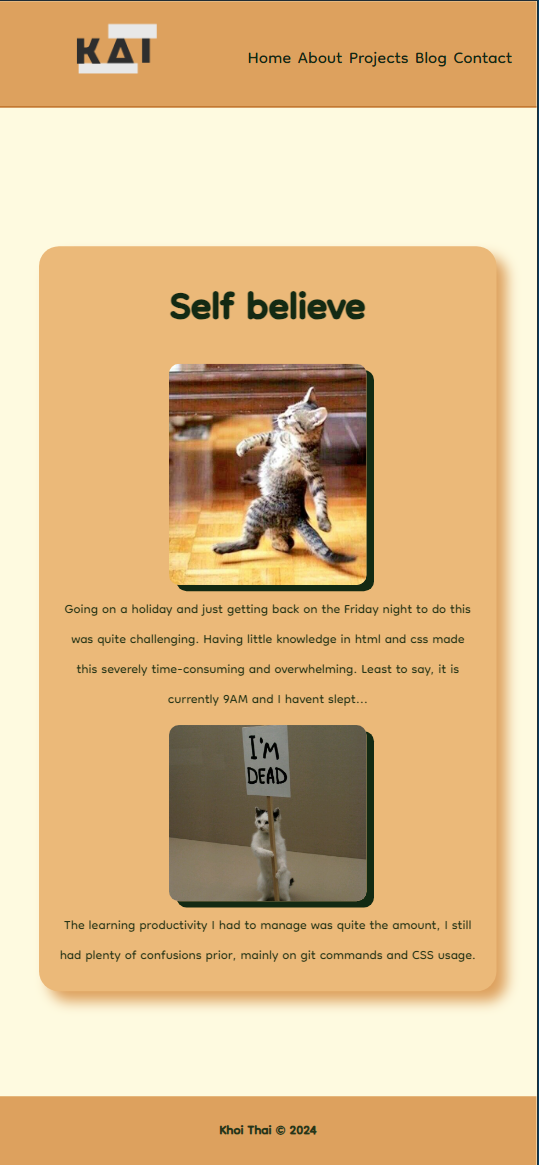 KAI
Home About Projects Blog Contact
Self believe
Going on a holiday and just getting back on the Friday night to do this
was quite challenging. Having little knowledge in html and css made
this severely time-consuming and overwhelming. Least to say, it is
currently 9AM and I havent slept...
I'M
DEAD
The learning productivity I had to manage was quite the amount, I still
had plenty of confusions prior, mainly on git commands and CSS usage.
Khoi Thai © 2024